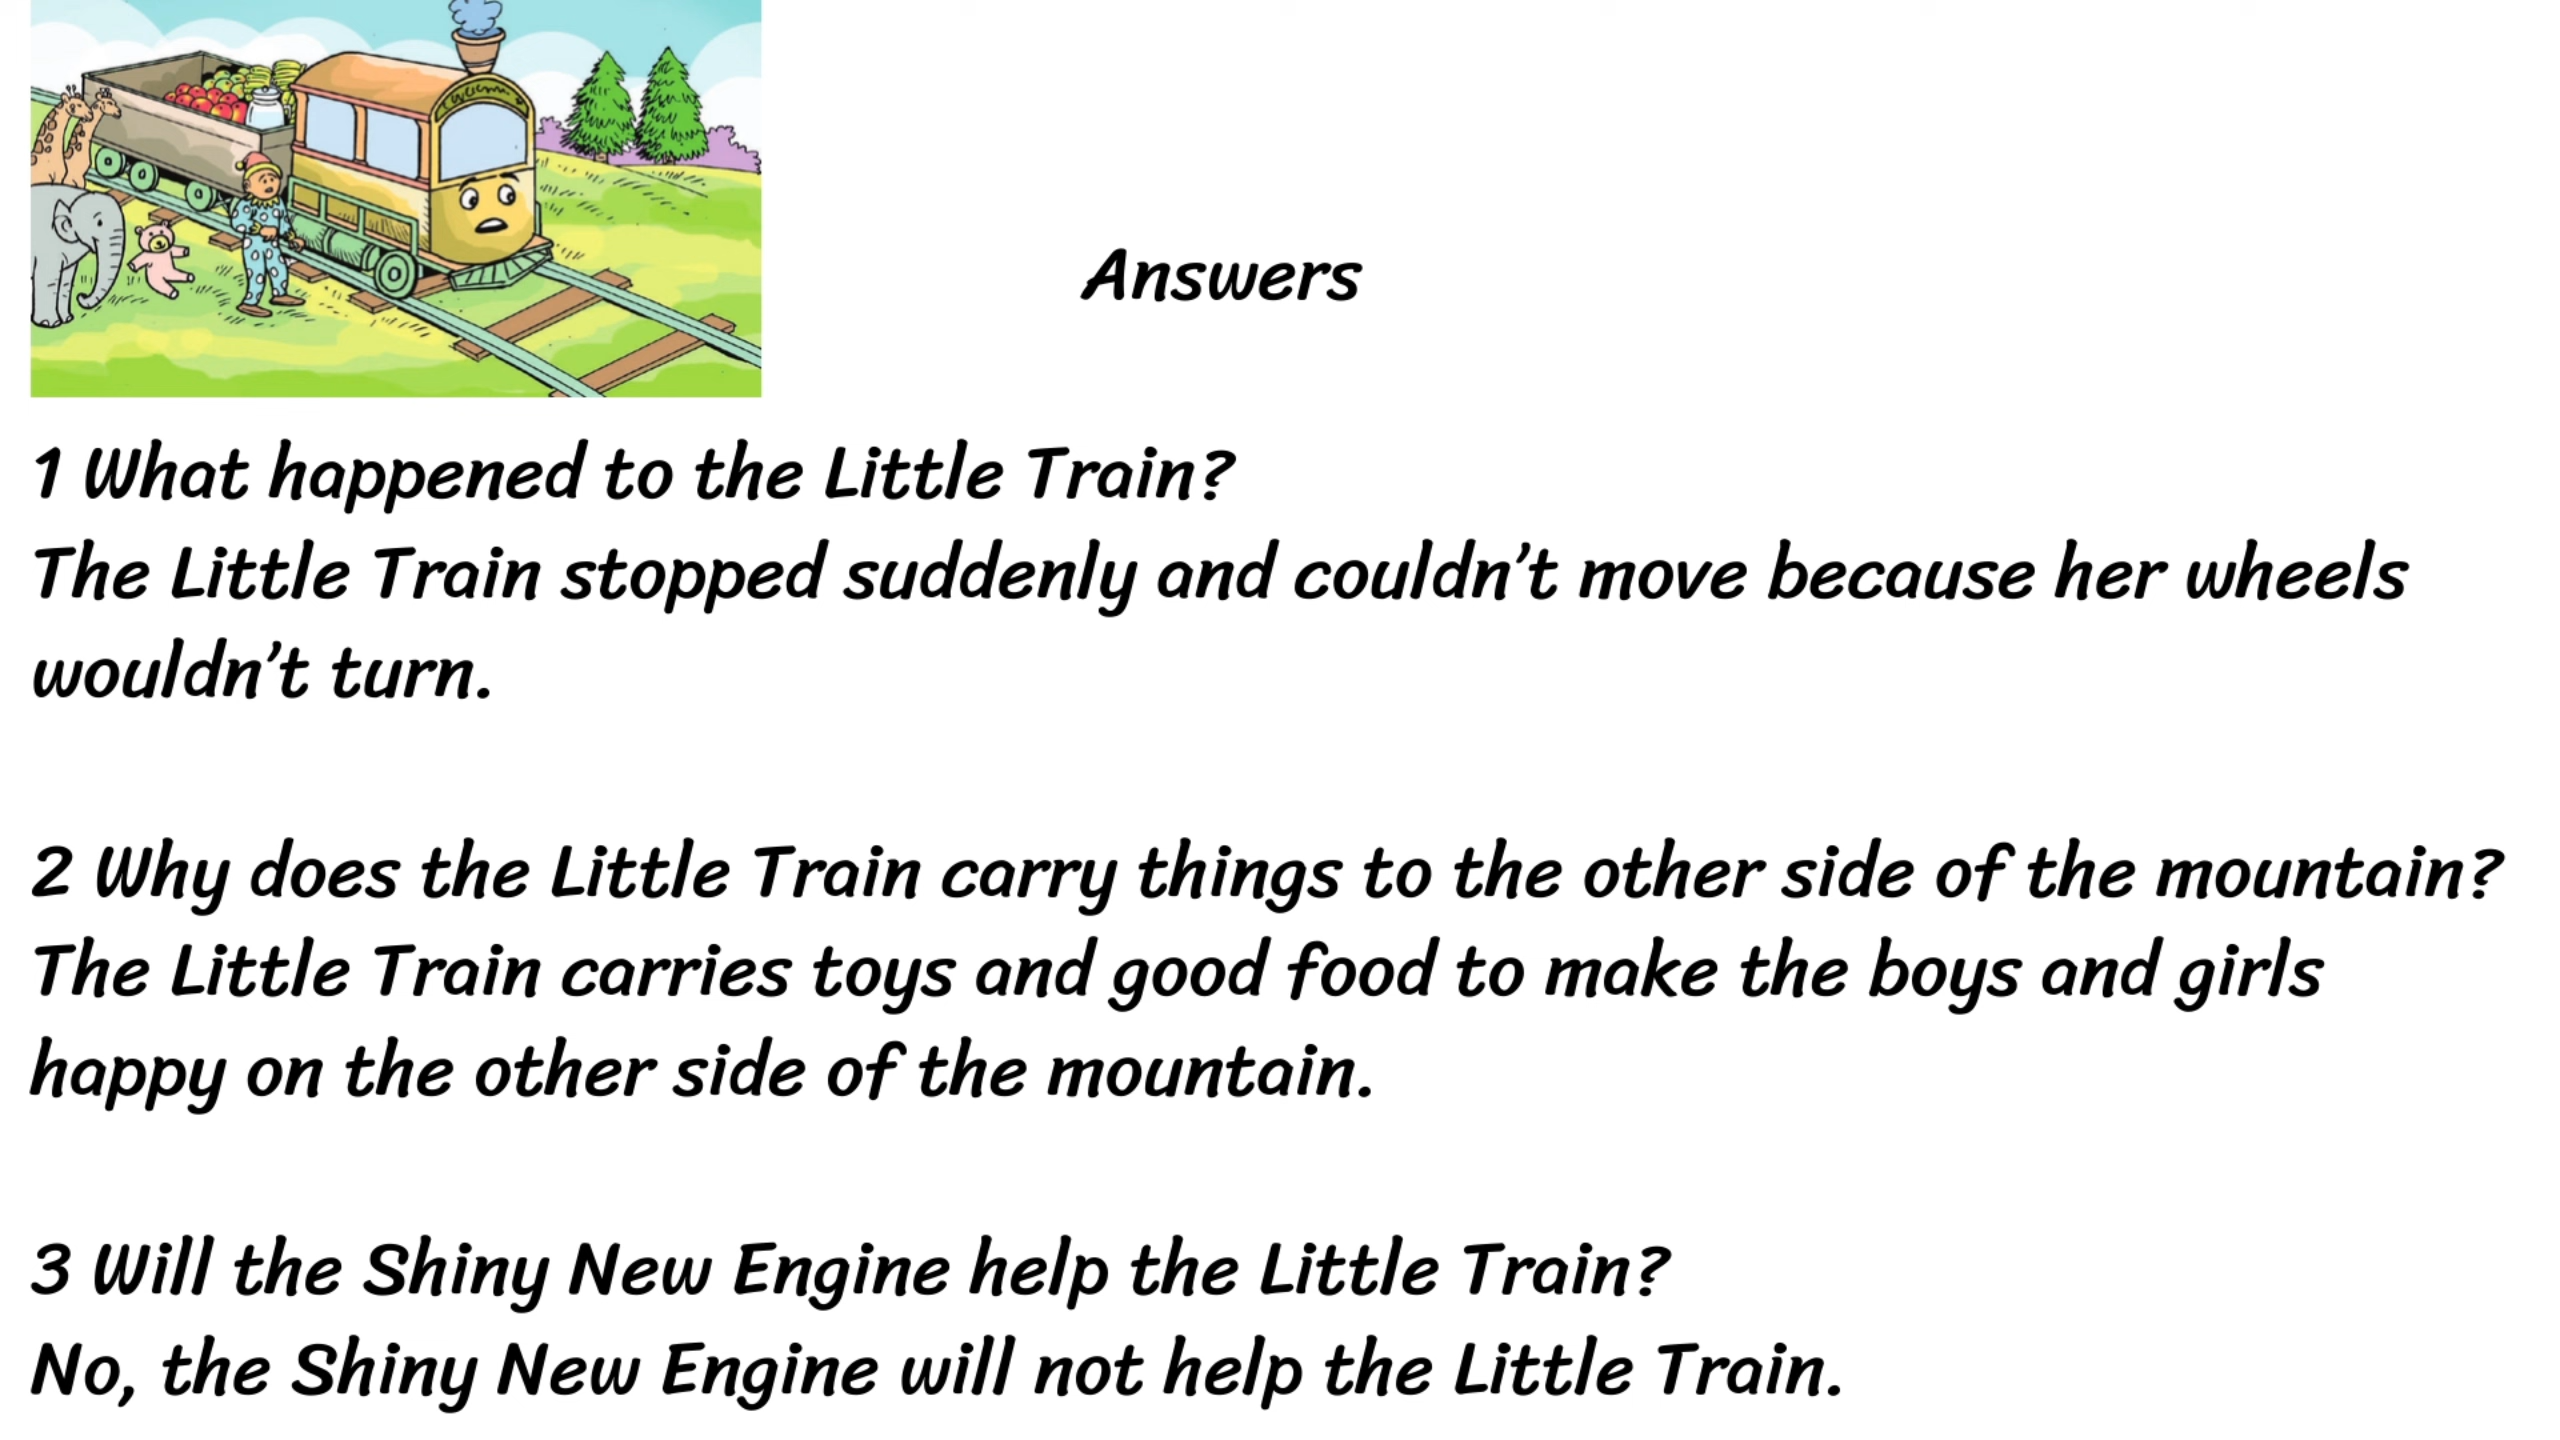 Answers
1 What happened to the Little Train?
The Little Train stopped suddenly and couldn’t move because her wheels
wouldn’t turn.
2 Why does the Little Train carry things to the other side of the mountain?
The Little Train carries toys and good food to make the boys and girls
happy on the other side of the mountain.
3 Will the Shiny New Engine help the Little Train?
No, the Shiny New Engine will not help the Little Train.